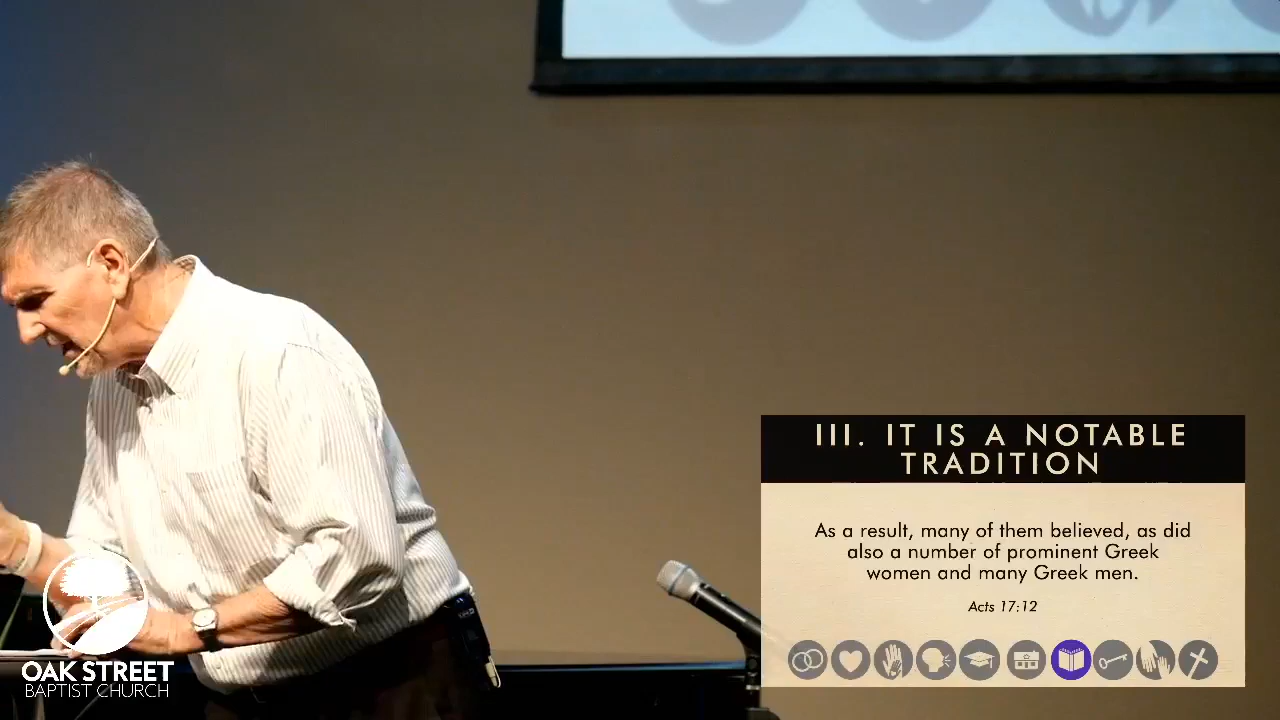 III. IT IS A NOTABLE
TRADITION
As a result, many of them believed, as did
also a number of prominent Greek
women and many Greek men.
Acts 17:12
OAK STREET
BAPTIST CHURCH